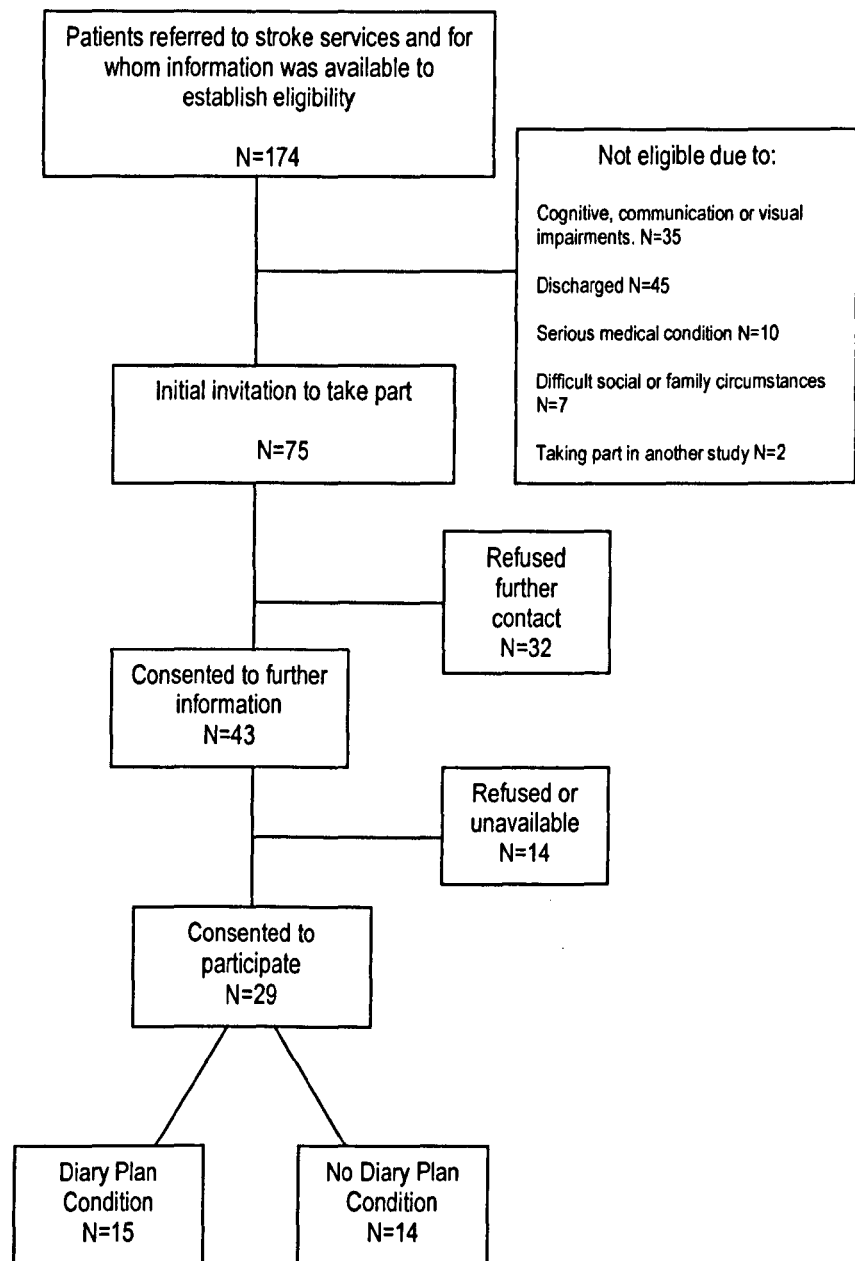 Patients referred to stroke services and for
whom information was available to
establish eligibility
N=174
Not eligible due to:
Cognitive, communication or visual
impairments. N=35
Discharged N=45
Serious medical condition N=10
Difficult social or family circumstances
N=7
Taking part in another study N=2
Initial invitation to take part
N=75
Refused
further
contact
N=32
Consented to further
information
N=43
Refused or
unavailable
N=14
Consented to
participate
N=29
Diary Plan
Condition
N=15
No Diary Plan
Condition
N=14